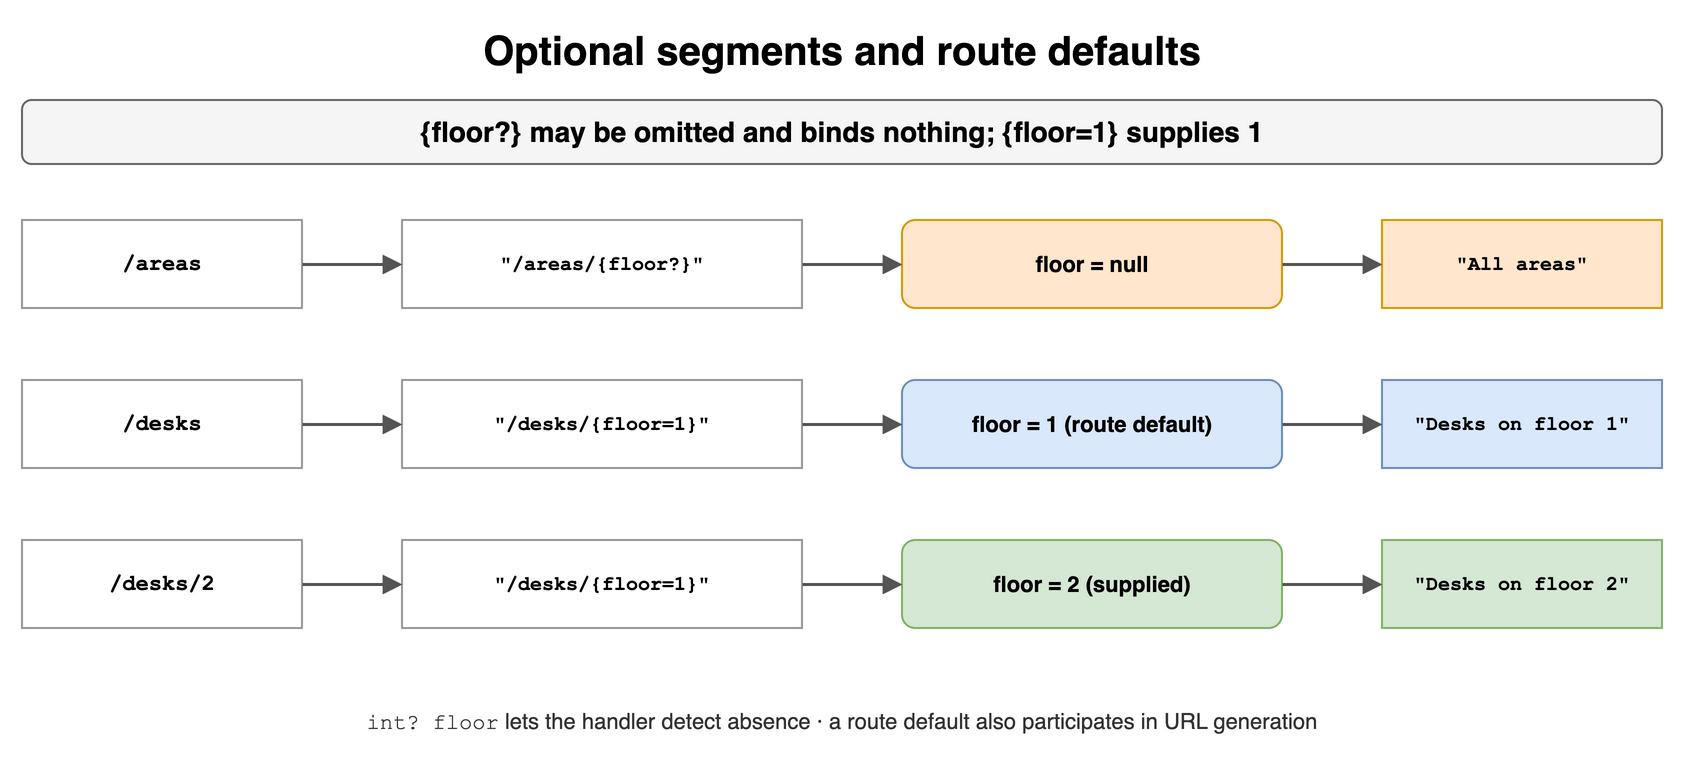 Optional segments and route defaults
{floor?} may be omitted and binds nothing; {floor=1} supplies 1
/areas
"/areas/{floor?}"
floor = null
"All areas"
/desks
"/desks/{floor=1}"
floor = 1 (route default)
"Desks on floor 1"
/desks/2
"/desks/{floor=1}"
floor = 2 (supplied)
"Desks on floor 2"
int? floor lets the handler detect absence · a route default also participates in URL generation